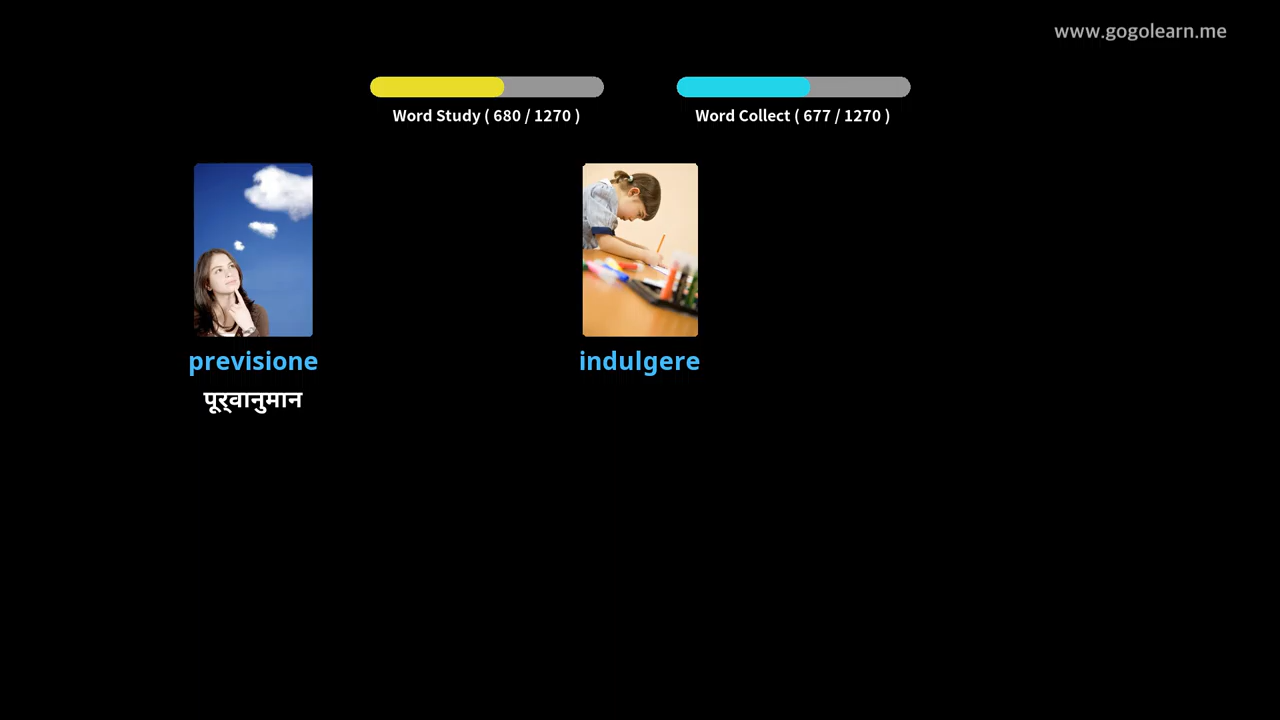 www.gogolearn.me
Word Study ( 680 / 1270 )
Word Collect ( 677 / 1270 )
previsione
indulgere
पूर्वानुमान